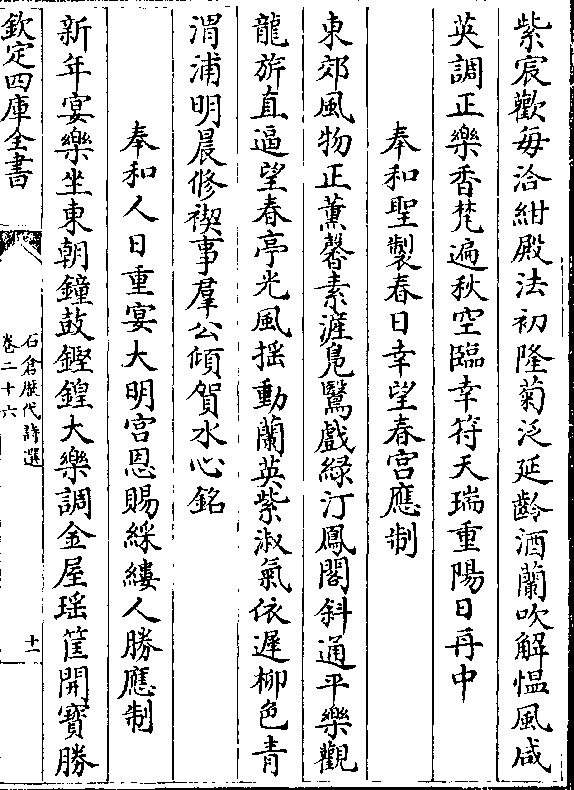 紫宸歡每洽紺殿法初隆菊泛延齡酒蘭吹解愠風咸
英調正樂香梵遍秋空臨幸符天瑞重陽日再中
奉和聖製春日幸望春宫應制
東郊風物正薫馨素滻鳬鷖戲綠汀鳳閣斜通平樂觀
龍旂直逼望春亭光風揺動蘭英紫淑氣依遲柳色青
渭浦明晨修禊事羣公傾賀水心銘
奉和人日重宴大明宫恩賜綵縷人勝應制
新年宴樂坐東朝鐘鼓鏗鍠大樂調金屋瑶筐開寶勝
欽定四庫全書
石倉歴代詩選
卷二十六
十一